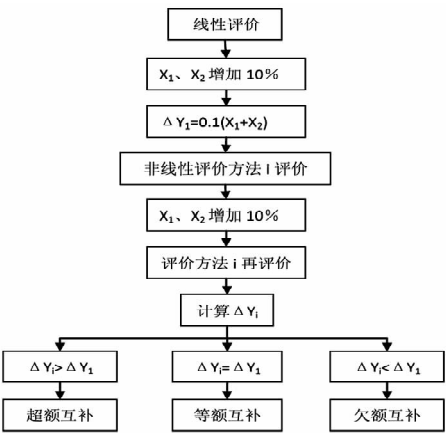 线性评价
X₁、X₂ 增加 10%
Δ Y₁=0.1(X₁+X₂)
非线性评价方法 I 评价
X₁、X₂ 增加 10%
评价方法 i 再评价
计算 Δ Yᵢ
Δ Yᵢ>Δ Y₁
Δ Yᵢ=Δ Y₁
Δ Yᵢ<Δ Y₁
超额互补
等额互补
欠额互补